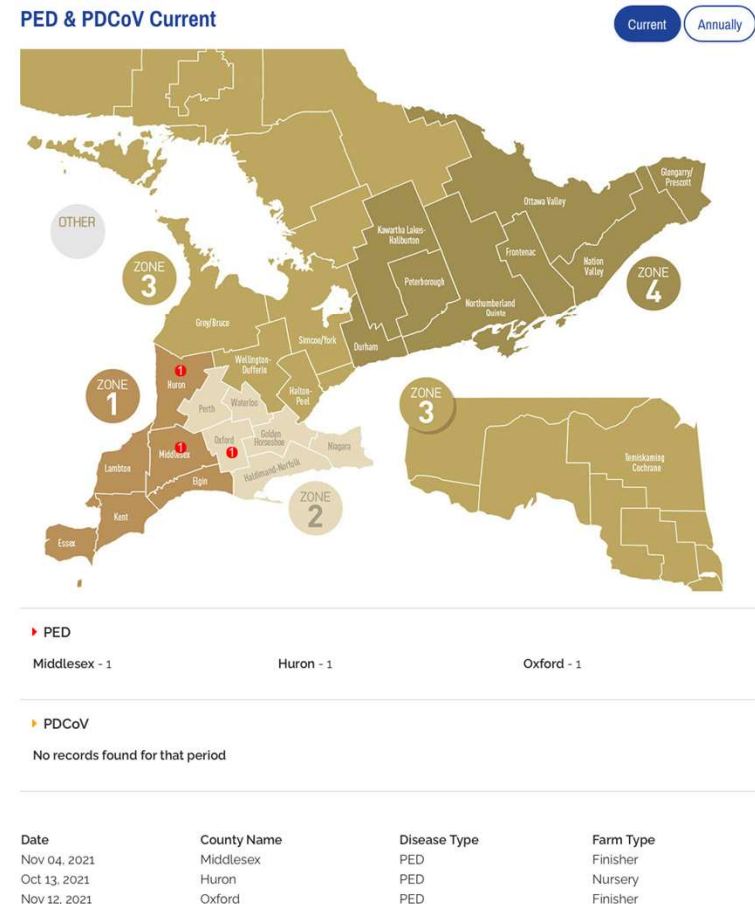 PED & PDCoV Current
Current
Annually
Glengarry/
Prescott
Ottawa Valley
OTHER
Kawartha Lakes-
Haliburton
Frontenac
Nation
Valley
ZONE
3
ZONE
4
Peterborough
Northumberland
Quinte
Grey/Bruce
Simcoe/York
Durham
Wellington-
Dufferin
1
Huron
Halton-
Peel
ZONE
1
ZONE
3
Perth
Waterloo
Oxford
Golden
Horseshoe
Niagara
Middlesex
1
1
Temiskaming
Cochrane
Lambton
Haldimand-Norfolk
Elgin
ZONE
2
Kent
Essex
PED
Middlesex - 1
Huron - 1
Oxford - 1
PDCoV
No records found for that period
Date County Name Disease Type Farm Type
Nov 04, 2021 Middlesex PED Finisher
Oct 13, 2021 Huron PED Nursery
Nov 12, 2021 Oxford PED Finisher